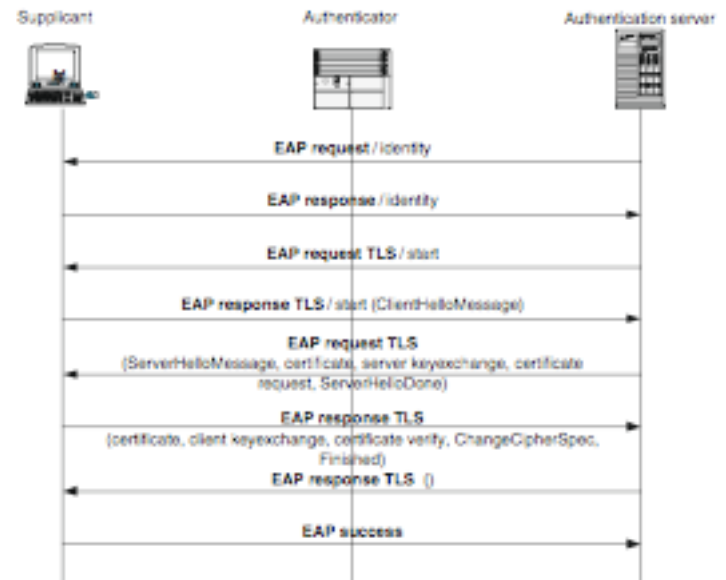 Supplicant
Authenticator
Authentication server
EAP request / identity
EAP response / identity
EAP request TLS / start
EAP response TLS / start (ClientHelloMessage)
EAP request TLS
(ServerHelloMessage, certificate, server keyexchange, certificate
request, ServerHelloDone)
EAP response TLS
(certificate, client keyexchange, certificate verify, ChangeCipherSpec,
Finished)
EAP response TLS ()
EAP success